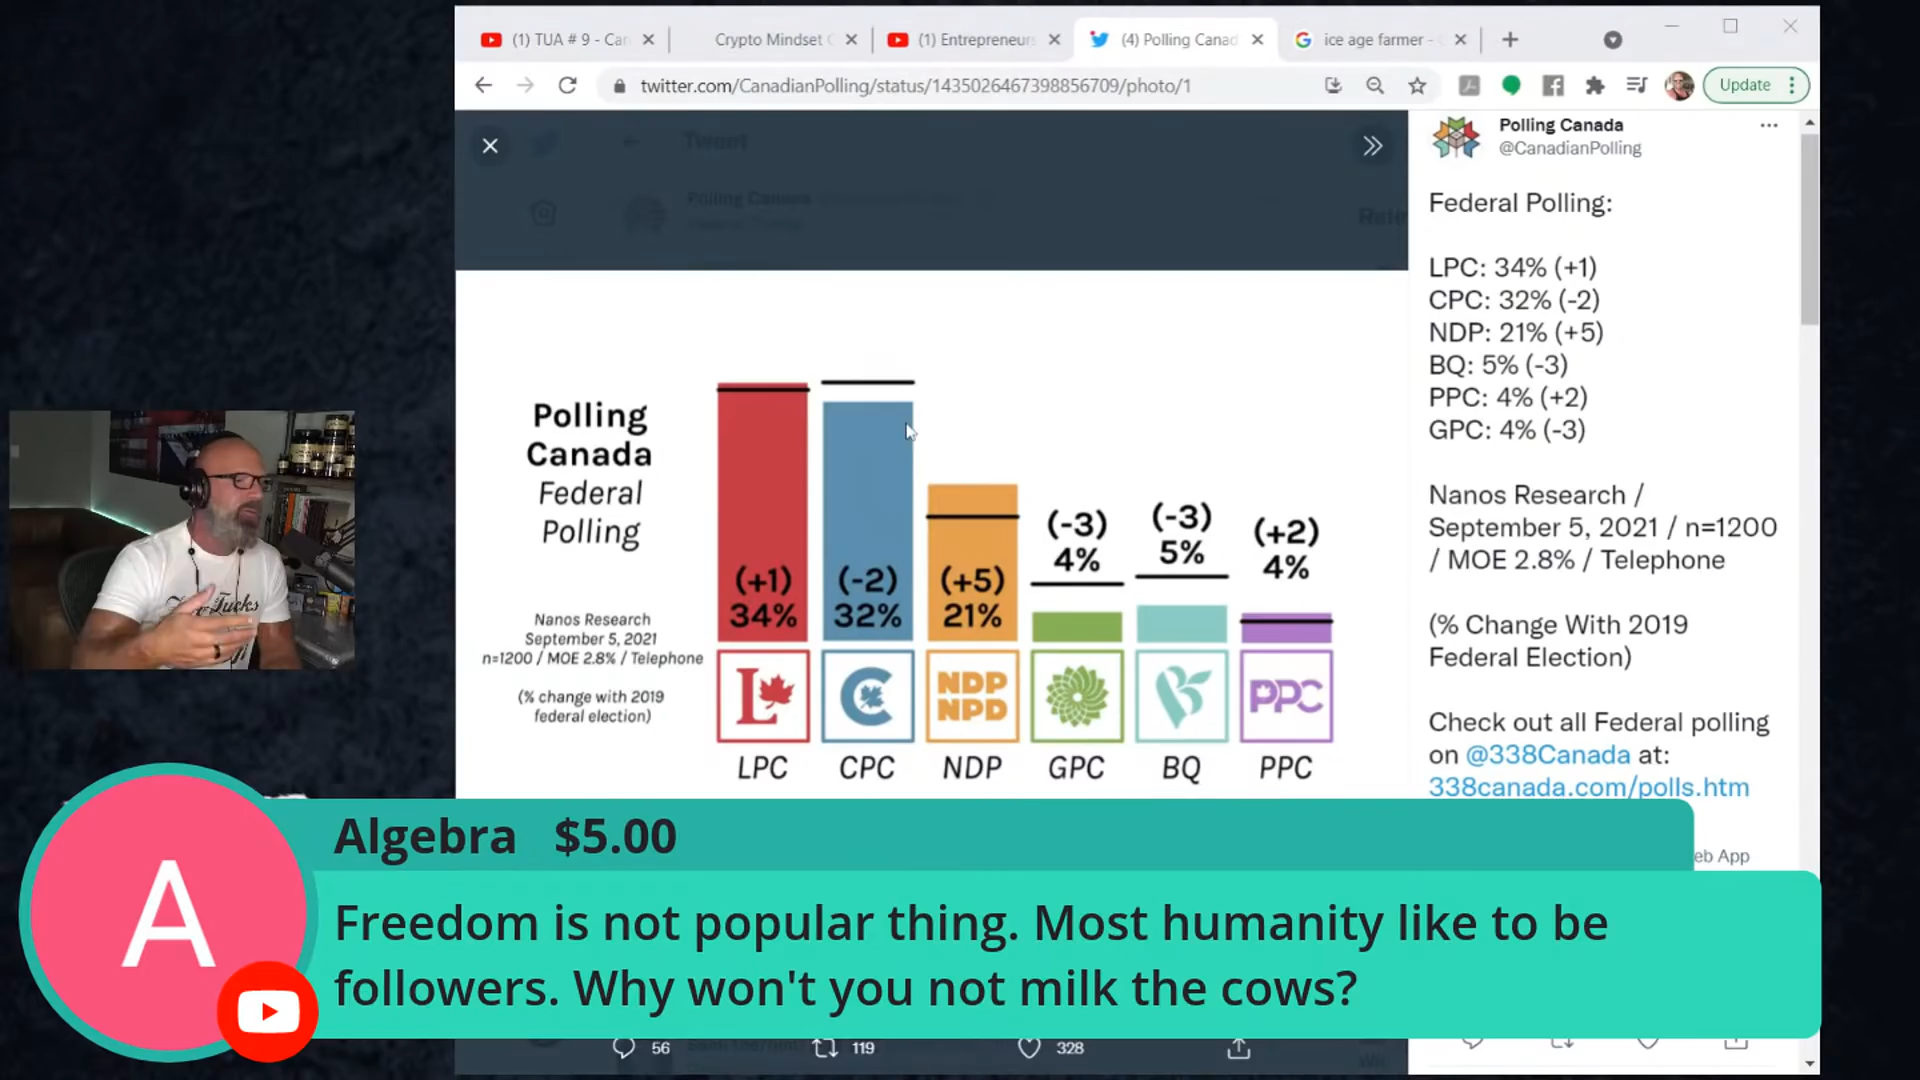 (1) TUA # 9 - Can
Crypto Mindset
(1) Entrepreneur
(4) Polling Canad
ice age farmer -
twitter.com/CanadianPolling/status/1435026467398856709/photo/1
Update
Tweet
Polling Canada
Polling Canada
@CanadianPolling
Federal Polling:
LPC: 34% (+1)
CPC: 32% (-2)
NDP: 21% (+5)
BQ: 5% (-3)
PPC: 4% (+2)
GPC: 4% (-3)
Nanos Research /
September 5, 2021 / n=1200
/ MOE 2.8% / Telephone
(% Change With 2019
Federal Election)
Check out all Federal polling
on @338Canada at:
338canada.com/polls.htm
eb App
Polling
Canada
Federal
Polling
Nanos Research
September 5, 2021
n=1200 / MOE 2.8% / Telephone
(% change with 2019
federal election)
(+1)
34%
(-2)
32%
(+5)
21%
(-3)
4%
(-3)
5%
(+2)
4%
L
C
NDP
NPD
PPC
LPC
CPC
NDP
GPC
BQ
PPC
A
Algebra $5.00
Freedom is not popular thing. Most humanity like to be
followers. Why won't you not milk the cows?
56
119
328